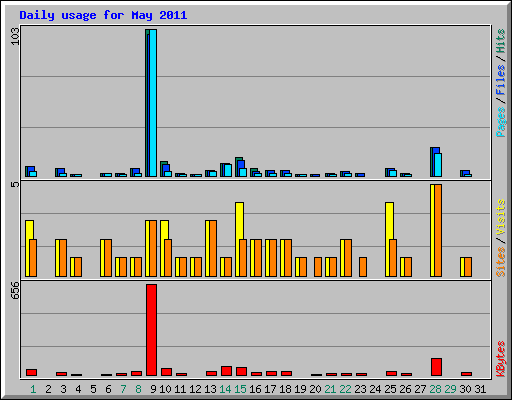 Daily usage for May 2011
103
5
656
Pages / Files / Hits
Sites / Visits
KBytes
1 2 3 4 5 6 7 8 9 10 11 12 13 14 15 16 17 18 19 20 21 22 23 24 25 26 27 28 29 30 31